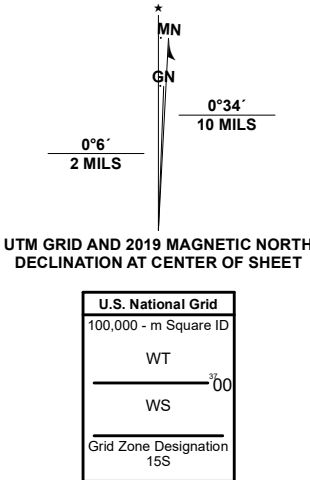 ★
MN
GN
0°34´
10 MILS
0°6´
2 MILS
UTM GRID AND 2019 MAGNETIC NORTH
DECLINATION AT CENTER OF SHEET
U.S. National Grid
100,000 - m Square ID
WT
3700
WS
Grid Zone Designation
15S